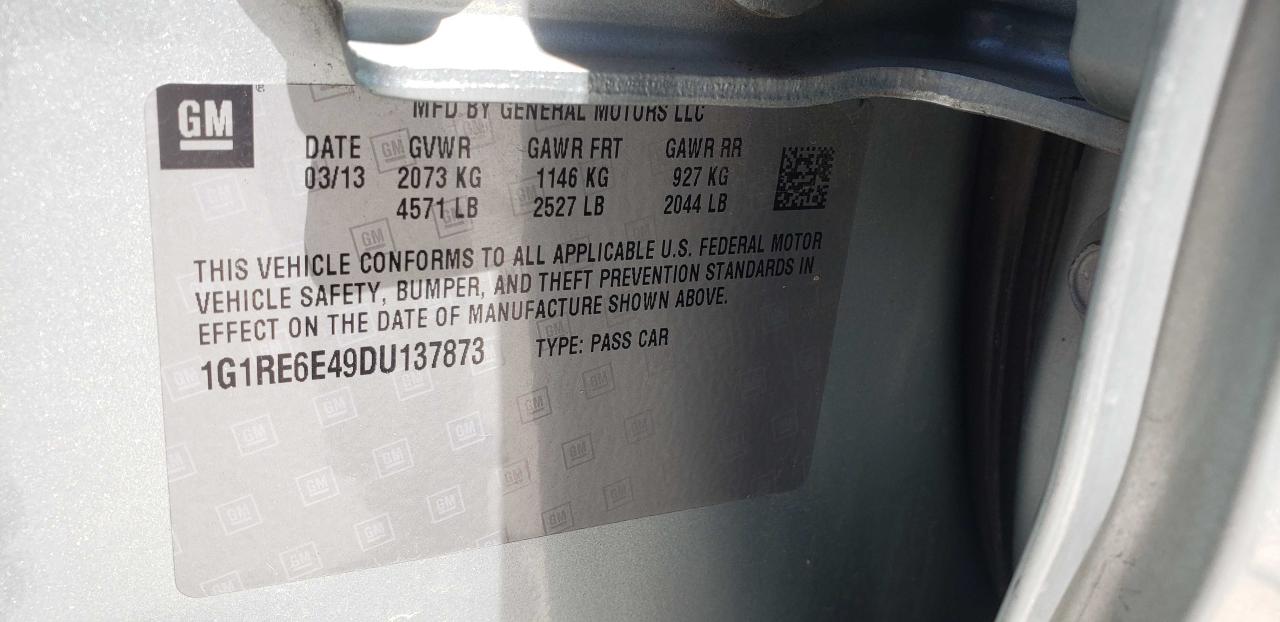 GM
MFD BY GENERAL MOTORS LLC
DATE GVWR GAWR FRT GAWR RR
03/13 2073 KG 1146 KG 927 KG
4571 LB 2527 LB 2044 LB
THIS VEHICLE CONFORMS TO ALL APPLICABLE U.S. FEDERAL MOTOR
VEHICLE SAFETY, BUMPER, AND THEFT PREVENTION STANDARDS IN
EFFECT ON THE DATE OF MANUFACTURE SHOWN ABOVE.
1G1RE6E49DU137873 TYPE: PASS CAR